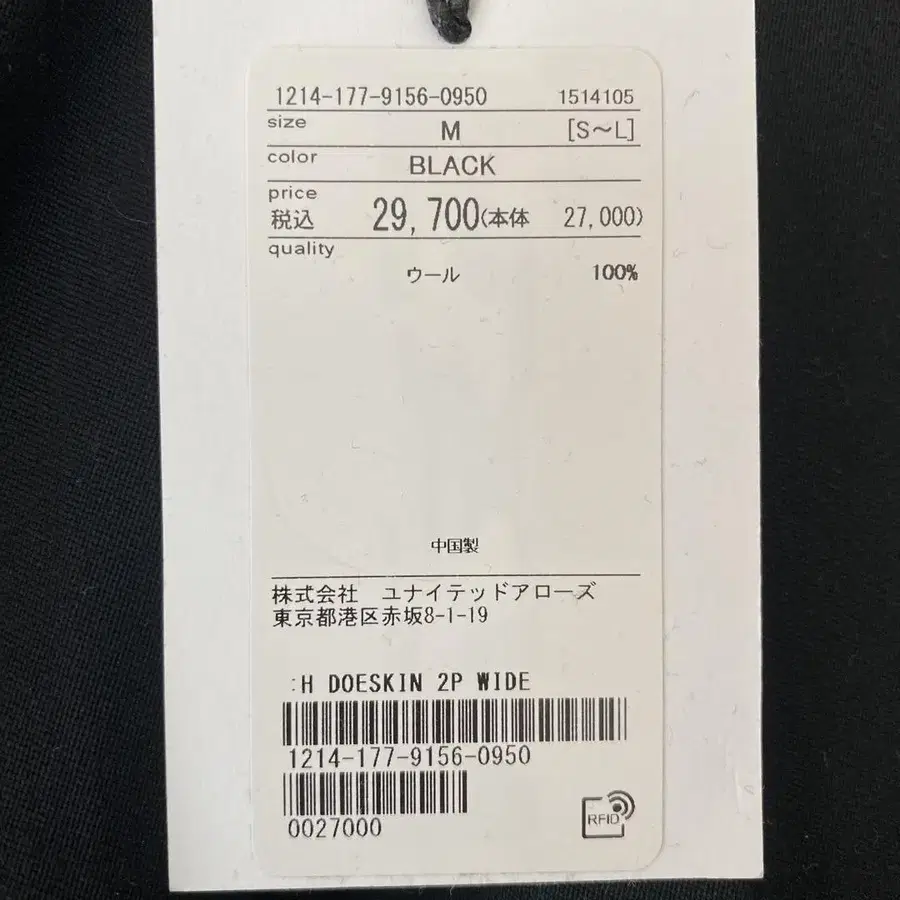 1214-177-9156-0950 1514105
size M [S～L]
color BLACK
price
税込 29,700(本体 27,000)
quality
ウール 100%
中国製
株式会社 ユナイテッドアローズ
東京都港区赤坂8-1-19
:H DOESKIN 2P WIDE
1214-177-9156-0950
0027000
RFID